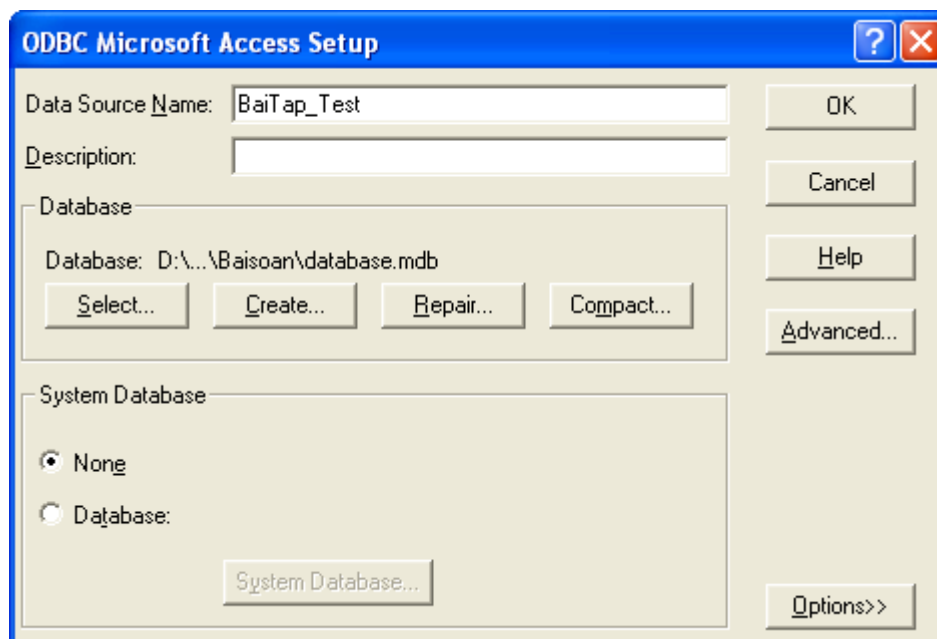 ODBC Microsoft Access Setup
Data Source Name: BaiTap_Test
OK
Description:
Cancel
Database
Database: D:\...\Baisoan\database.mdb
Help
Select... Create... Repair... Compact...
Advanced...
System Database
None
Database:
System Database...
Options>>